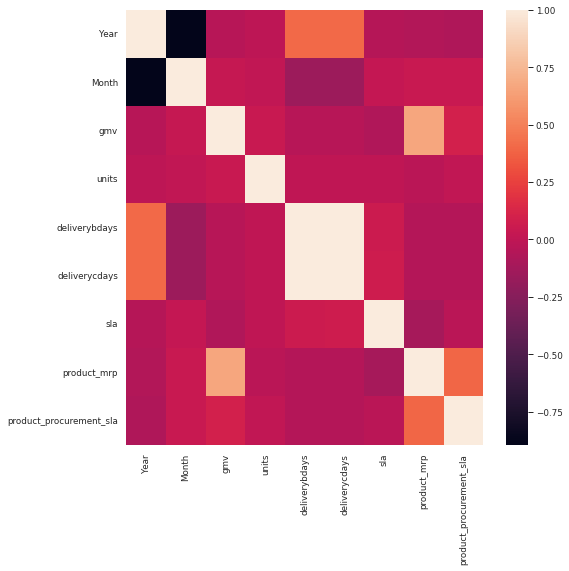 Year
Month
gmv
units
deliverybdays
deliverycdays
sla
product_mrp
product_procurement_sla
Year
Month
gmv
units
deliverybdays
deliverycdays
sla
product_mrp
product_procurement_sla
1.00
0.75
0.50
0.25
0.00
−0.25
−0.50
−0.75